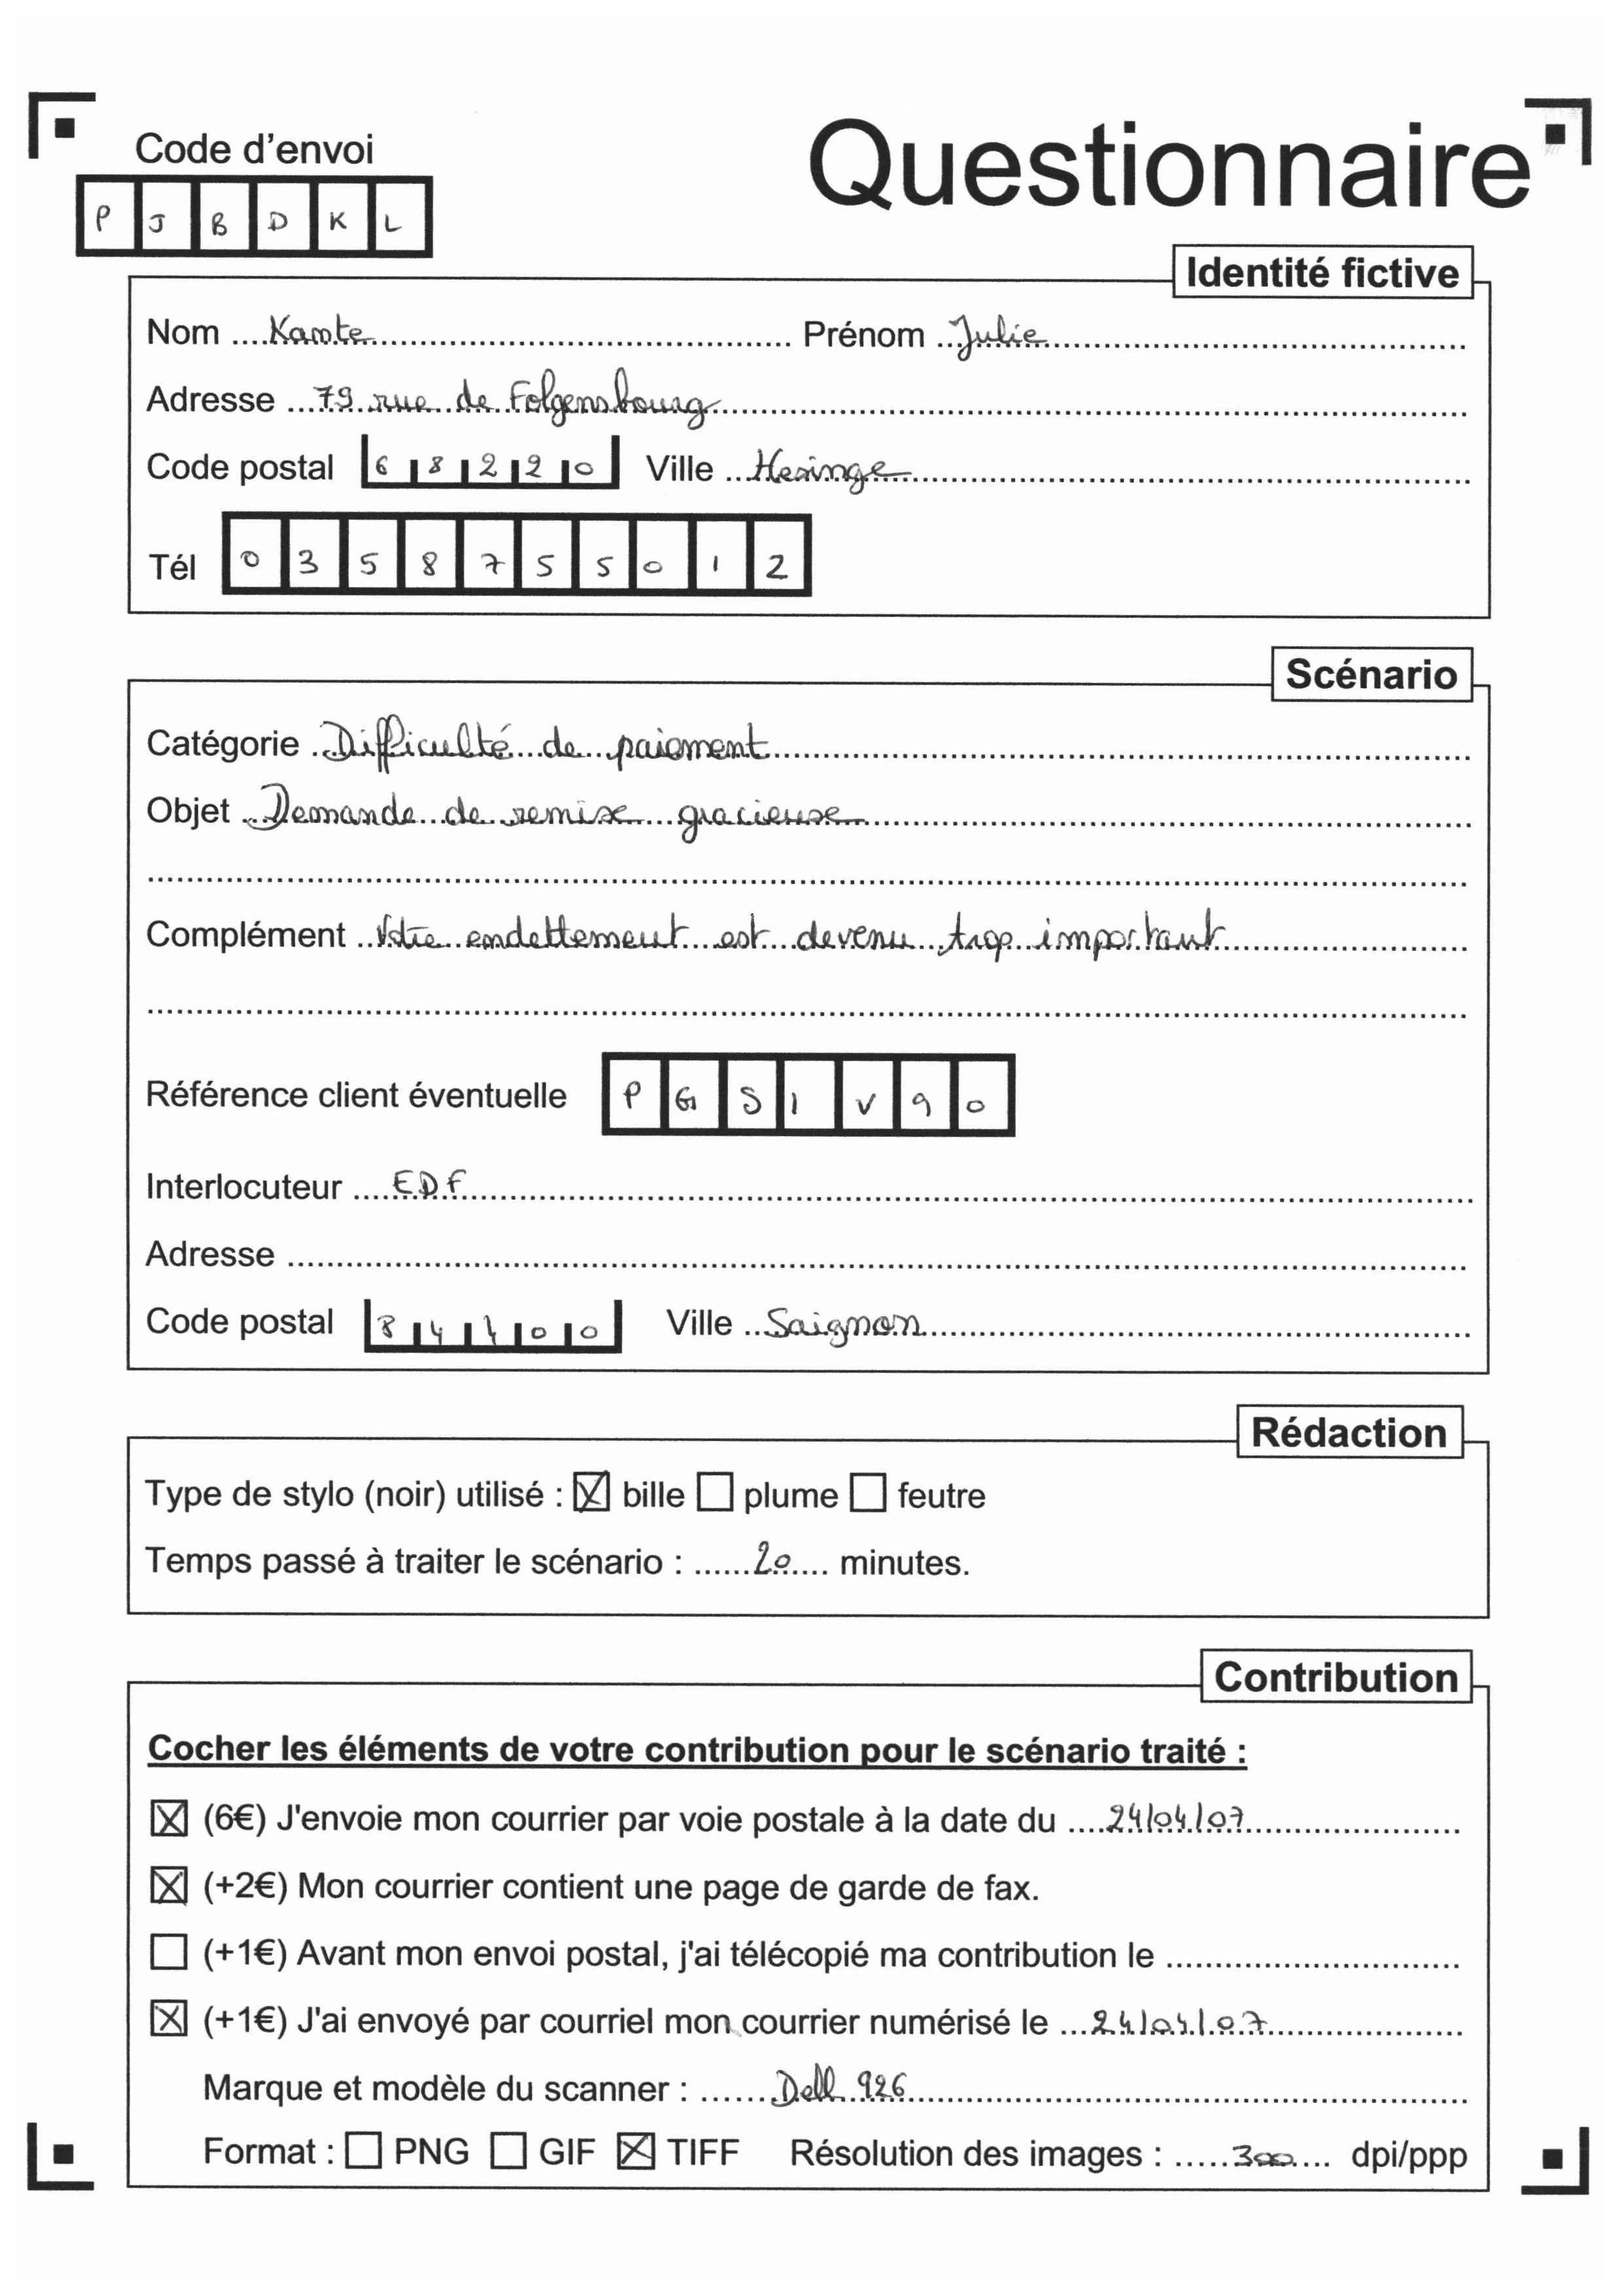 Code d'envoi
Questionnaire
P J B D K L
Identité fictive
Nom Kamte Prénom Julie
Adresse 79 rue de Folgensbourg
Code postal 6 8 2 2 0 Ville Hesinge
Tél 0 3 5 8 7 5 5 0 1 2
Scénario
Catégorie Difficulté de paiement
Objet Demande de remise gracieuse
Complément Votre endettement est devenu trop important
Référence client éventuelle P G S 1 V 9 0
Interlocuteur EDF
Adresse
Code postal 8 4 4 0 0 Ville Saignon
Rédaction
Type de stylo (noir) utilisé : ☒ bille ☐ plume ☐ feutre
Temps passé à traiter le scénario : 20 minutes.
Contribution
Cocher les éléments de votre contribution pour le scénario traité :
☒ (6€) J'envoie mon courrier par voie postale à la date du 24/04/07
☒ (+2€) Mon courrier contient une page de garde de fax.
☐ (+1€) Avant mon envoi postal, j'ai télécopié ma contribution le
☒ (+1€) J'ai envoyé par courriel mon courrier numérisé le 24/04/07
Marque et modèle du scanner : Dell 926
Format : ☐ PNG ☐ GIF ☒ TIFF Résolution des images : 300 dpi/ppp